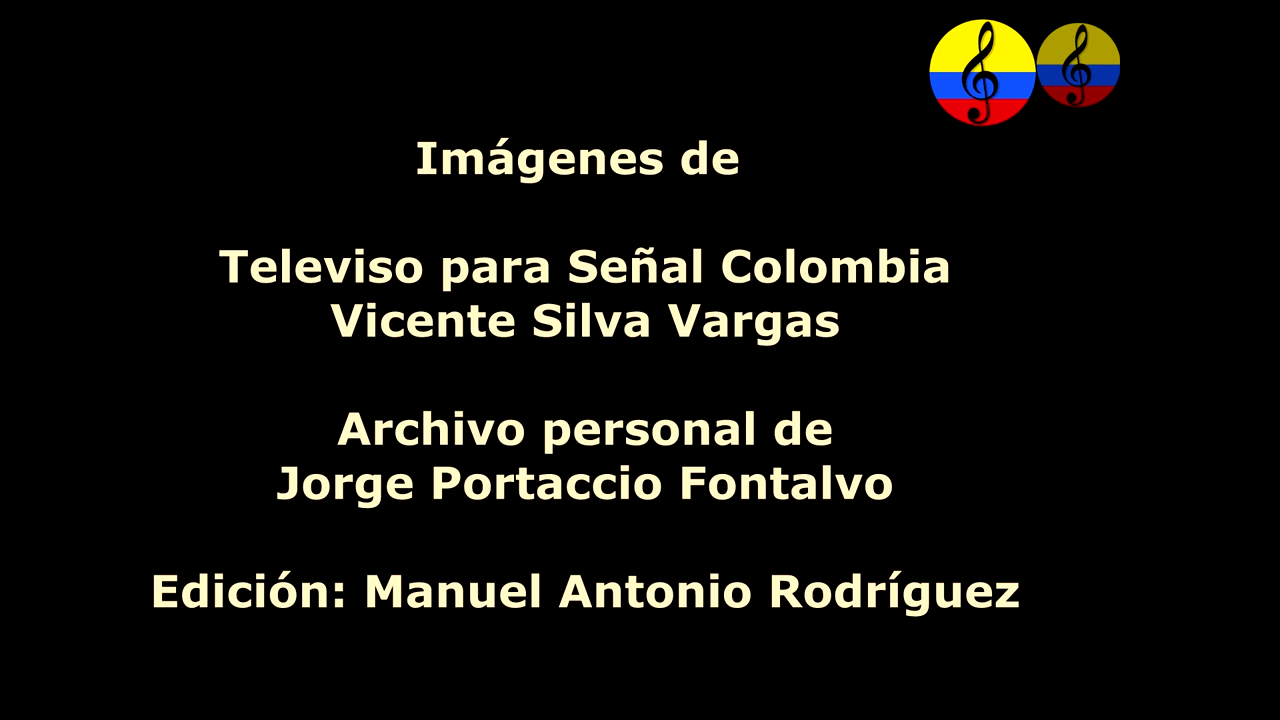 Imágenes de
Televiso para Señal Colombia
Vicente Silva Vargas
Archivo personal de
Jorge Portaccio Fontalvo
Edición: Manuel Antonio Rodríguez